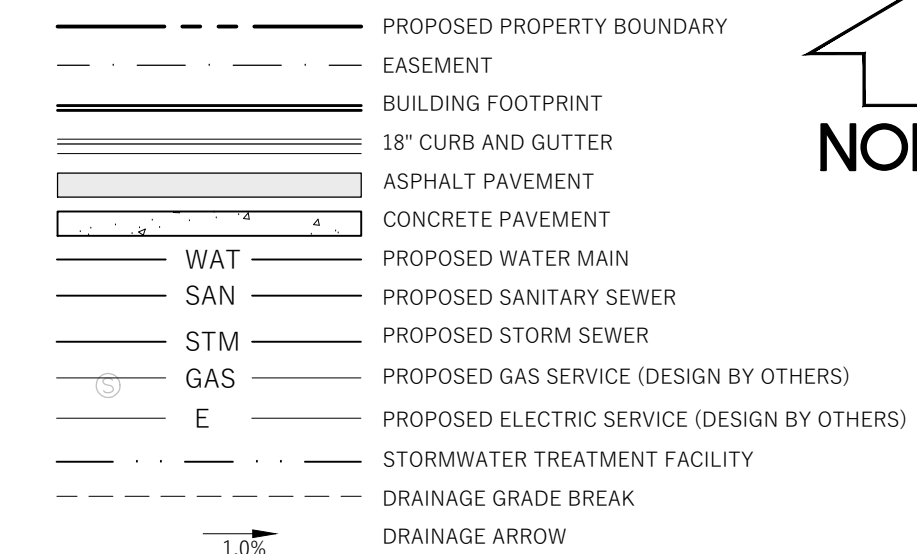 PROPOSED PROPERTY BOUNDARY
EASEMENT
BUILDING FOOTPRINT
18" CURB AND GUTTER
ASPHALT PAVEMENT
CONCRETE PAVEMENT
WAT PROPOSED WATER MAIN
SAN PROPOSED SANITARY SEWER
STM PROPOSED STORM SEWER
S GAS PROPOSED GAS SERVICE (DESIGN BY OTHERS)
E PROPOSED ELECTRIC SERVICE (DESIGN BY OTHERS)
STORMWATER TREATMENT FACILITY
DRAINAGE GRADE BREAK
1.0% DRAINAGE ARROW